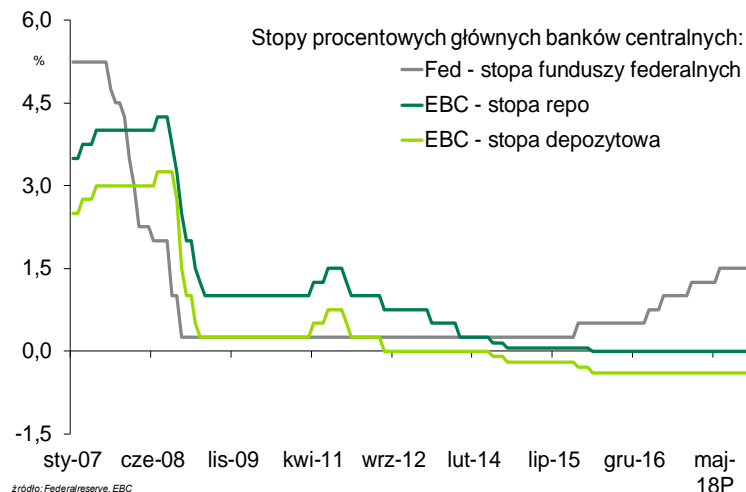 6,0
%
4,5
3,0
1,5
0,0
-1,5
Stopy procentowych głównych banków centralnych:
Fed - stopa funduszy federalnych
EBC - stopa repo
EBC - stopa depozytowa
sty-07 cze-08 lis-09 kwi-11 wrz-12 lut-14 lip-15 gru-16 maj-
18P
źródło: Federalreserve, EBC